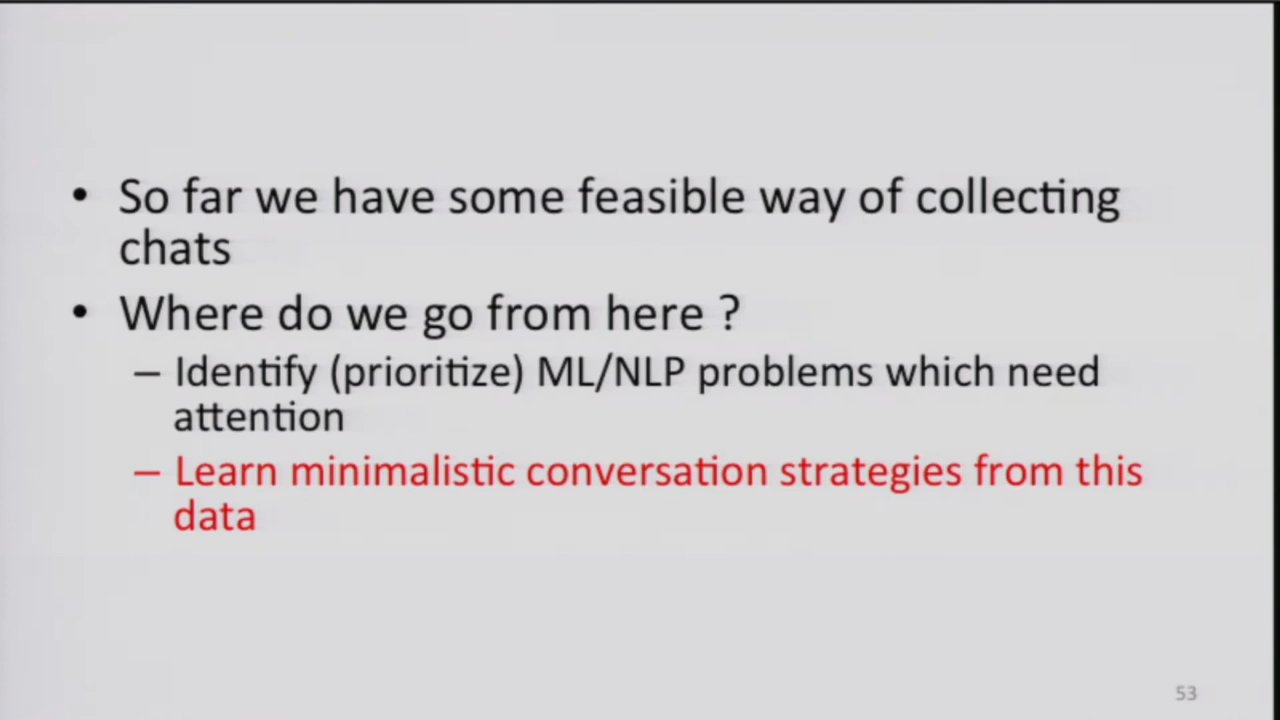 • So far we have some feasible way of collecting
chats
• Where do we go from here ?
– Identify (prioritize) ML/NLP problems which need
attention
– Learn minimalistic conversation strategies from this
data
53